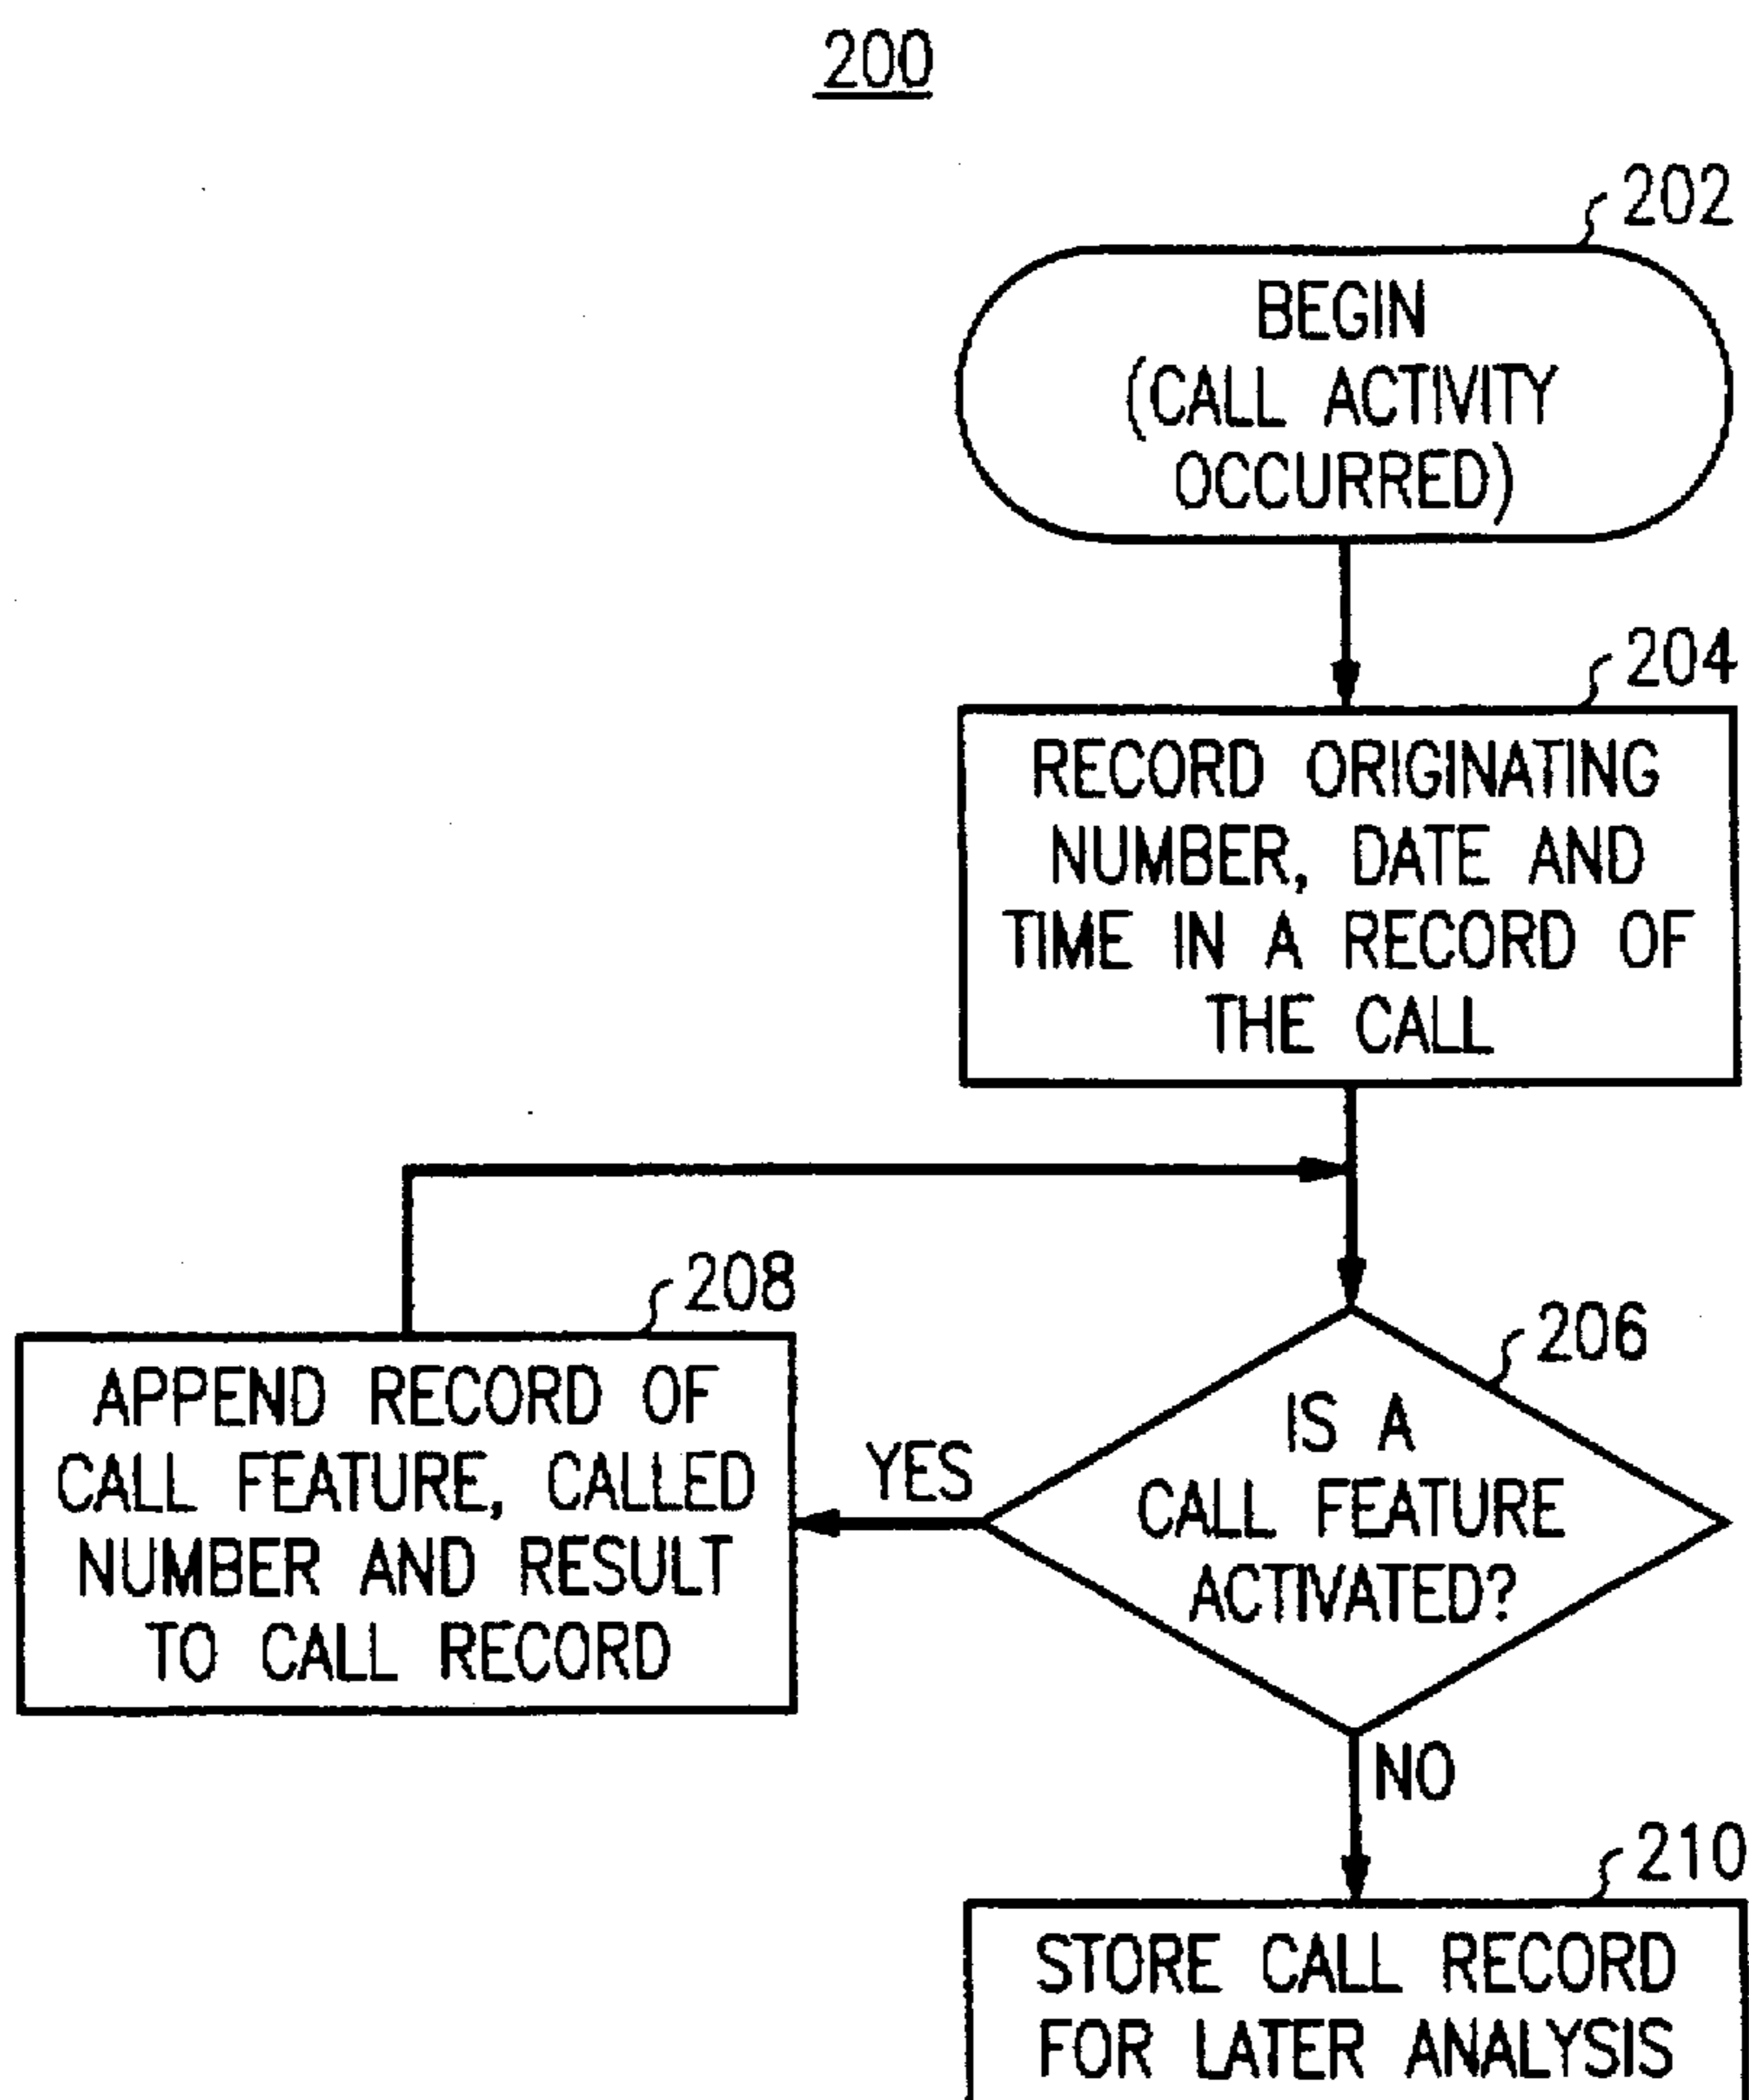 200
202
BEGIN
(CALL ACTIVITY
OCCURRED)
204
RECORD ORIGINATING
NUMBER, DATE AND
TIME IN A RECORD OF
THE CALL
208
APPEND RECORD OF
CALL FEATURE, CALLED
NUMBER AND RESULT
TO CALL RECORD
YES
206
IS A
CALL FEATURE
ACTIVATED?
NO
210
STORE CALL RECORD
FOR LATER ANALYSIS